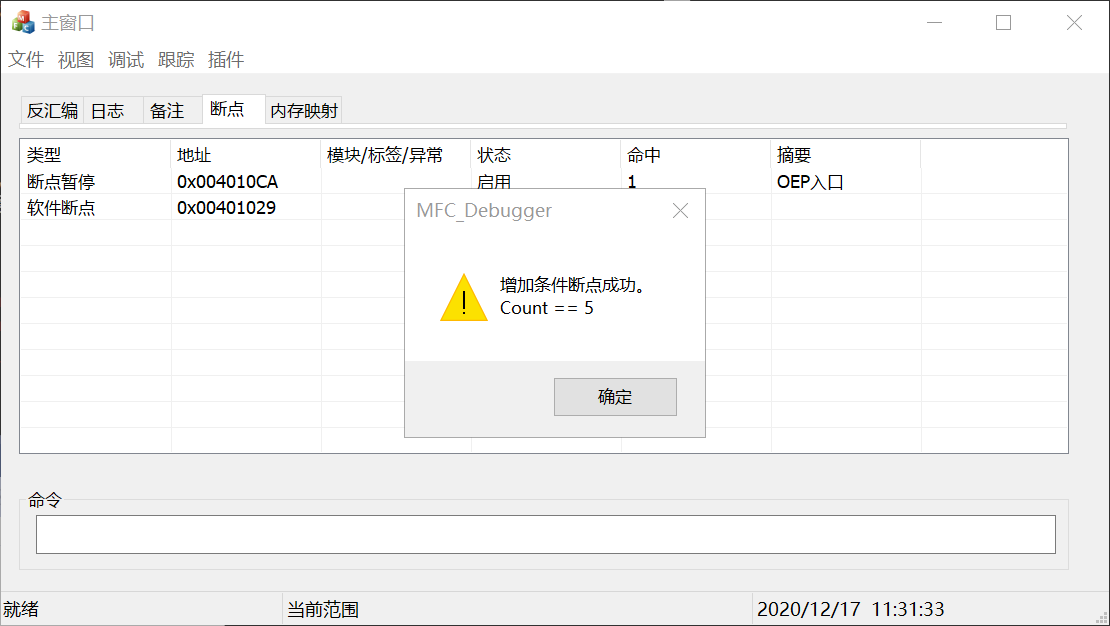 主窗口
文件 视图 调试 跟踪 插件
反汇编 日志 备注 断点 内存映射
类型 地址 模块/标签/异常 状态 命中 摘要
断点暂停 0x004010CA 启用 1 OEP入口
软件断点 0x00401029
MFC_Debugger
增加条件断点成功。
Count == 5
确定
命令
就绪 当前范围 2020/12/17 11:31:33